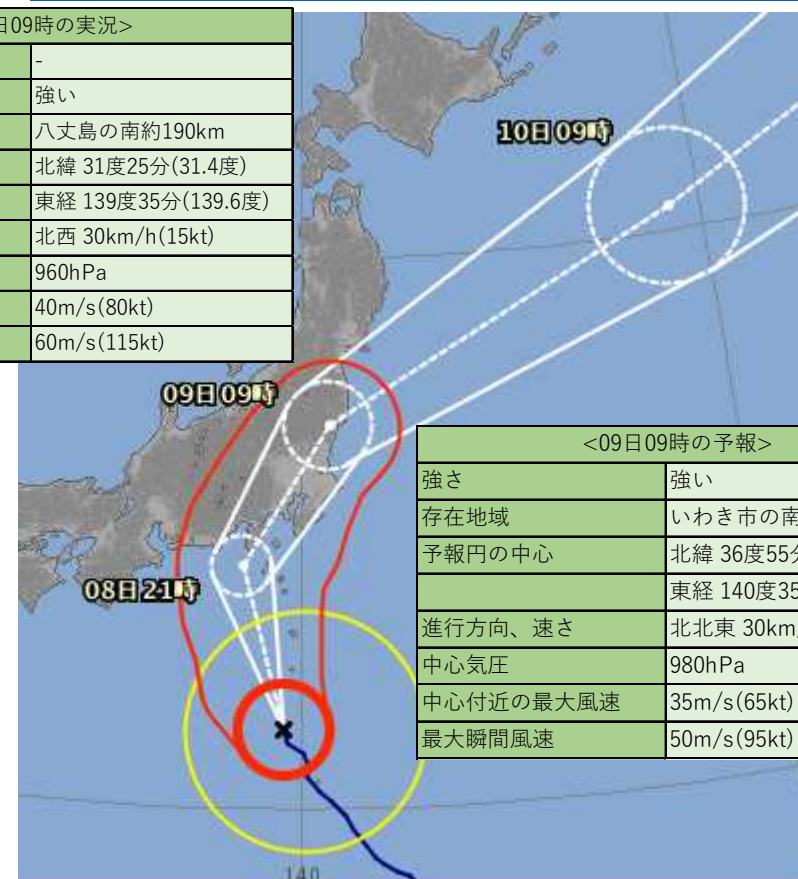 日09時の実況>
-
強い
八丈島の南約190km
北緯 31度25分(31.4度)
東経 139度35分(139.6度)
北西 30km/h(15kt)
960hPa
40m/s(80kt)
60m/s(115kt)
10日09時
09日09時
08日21時
<09日09時の予報>
強さ 強い
存在地域 いわき市の南
予報円の中心 北緯 36度55分
東経 140度35
進行方向、速さ 北北東 30km/
中心気圧 980hPa
中心付近の最大風速 35m/s(65kt)
最大瞬間風速 50m/s(95kt)
140